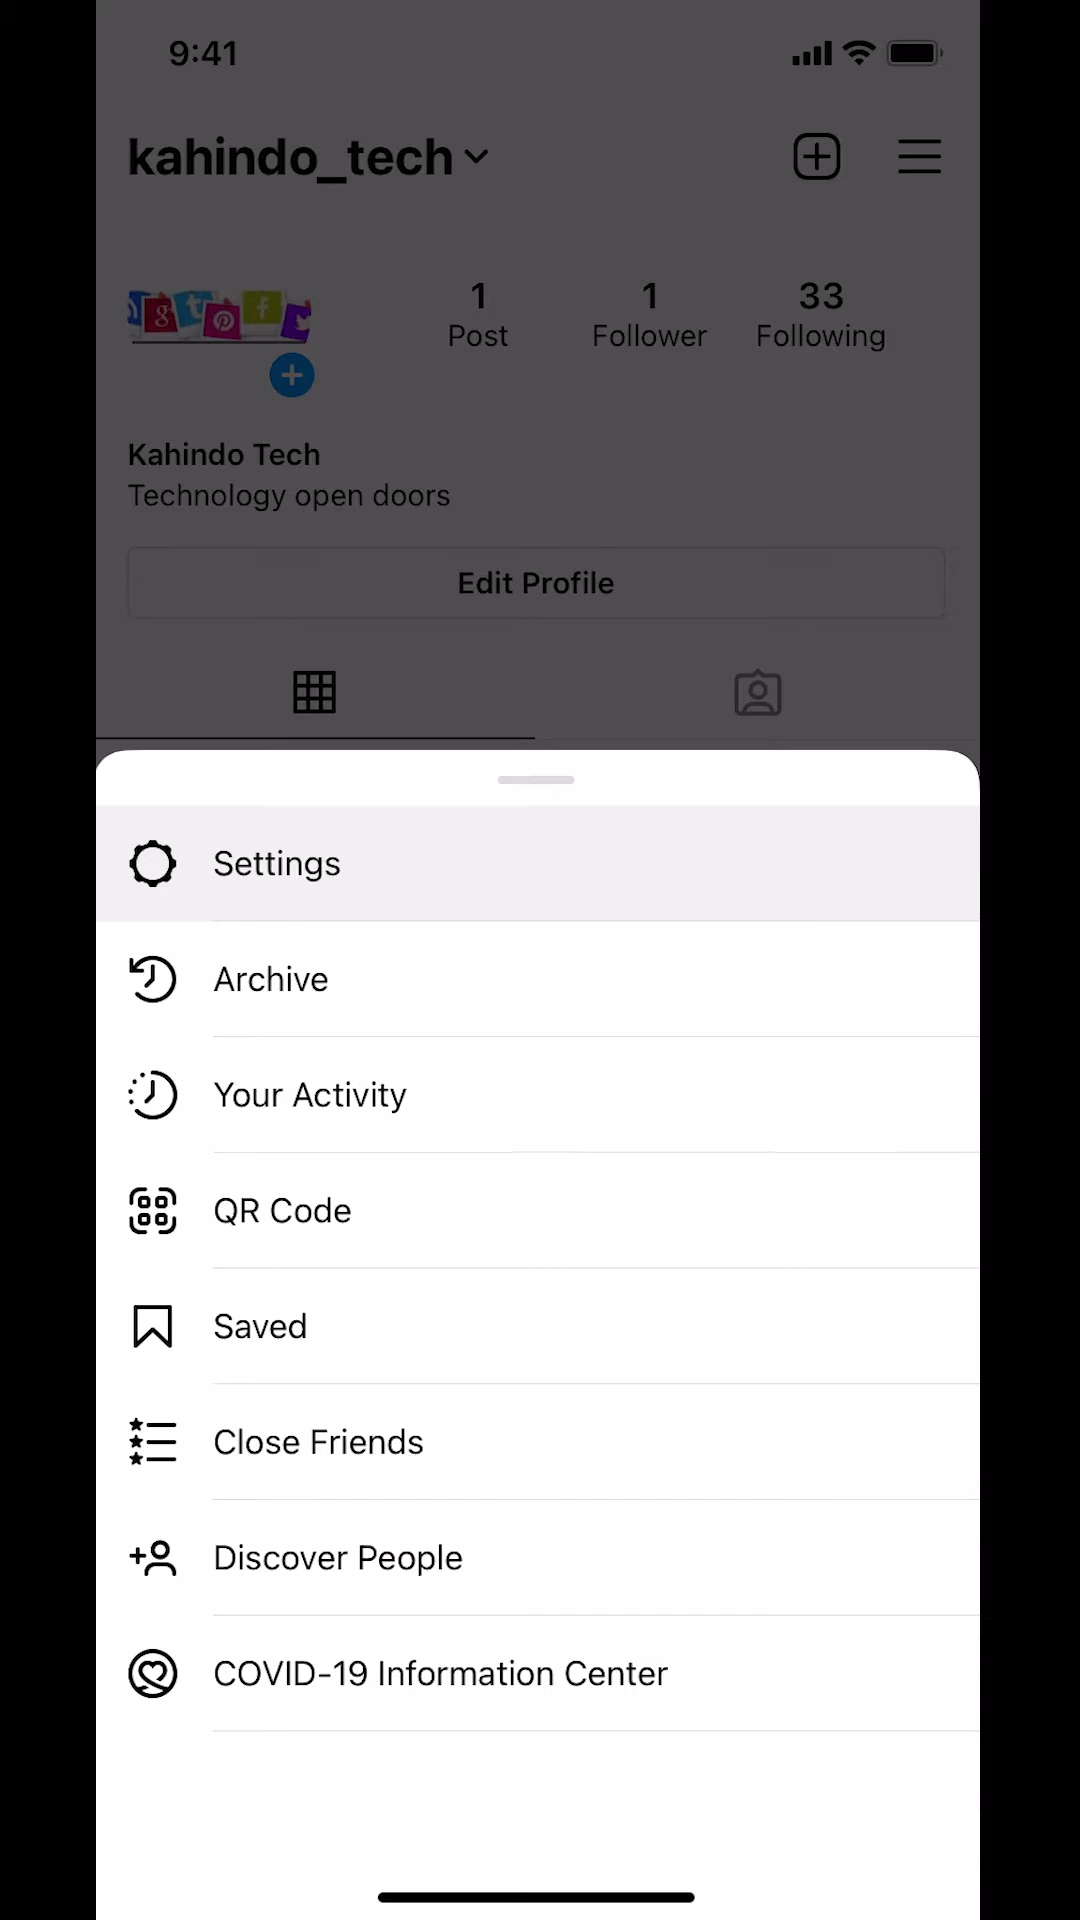 9:41
kahindo_tech
1 1 33
Post Follower Following
Kahindo Tech
Technology open doors
Edit Profile
Settings
Archive
Your Activity
QR Code
Saved
Close Friends
Discover People
COVID-19 Information Center